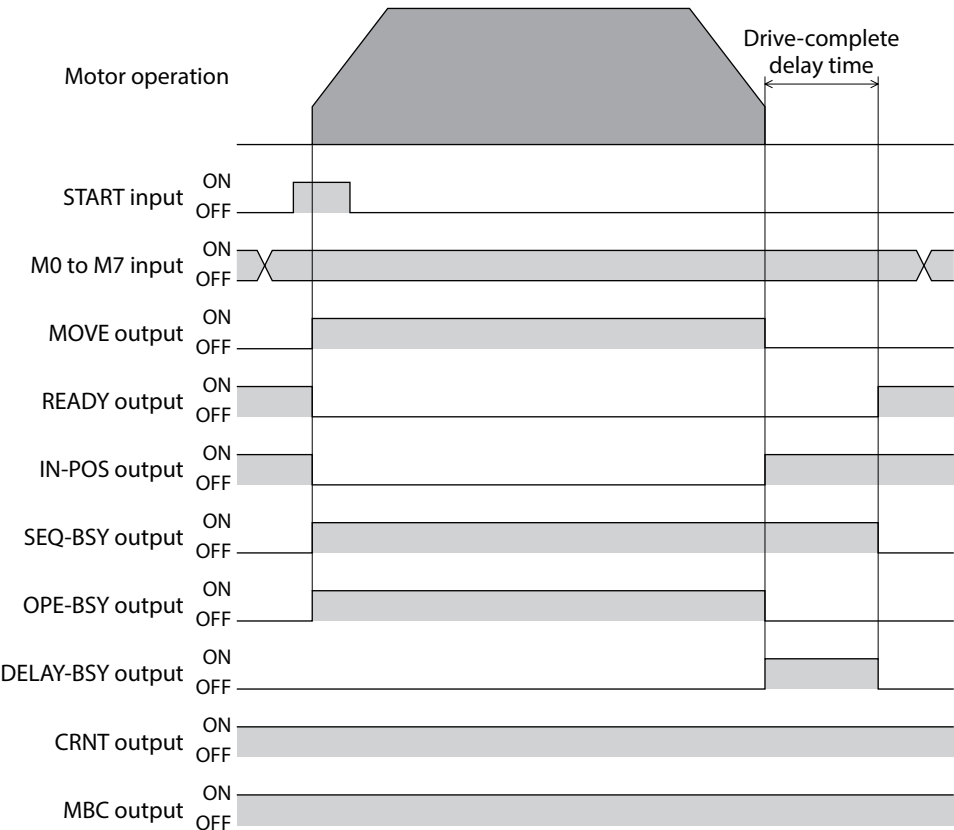 Drive-complete
delay time
Motor operation
START input
ON
OFF
M0 to M7 input
ON
OFF
MOVE output
ON
OFF
READY output
ON
OFF
IN-POS output
ON
OFF
SEQ-BSY output
ON
OFF
OPE-BSY output
ON
OFF
DELAY-BSY output
ON
OFF
CRNT output
ON
OFF
MBC output
ON
OFF